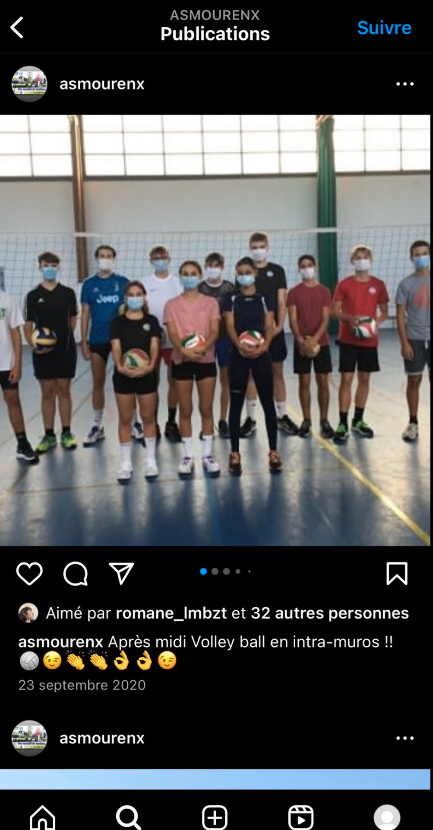 ASMOURENX
Publications
Suivre
asmourenx
Jeep
Aimé par romane_lmbzt et 32 autres personnes
asmourenx Après midi Volley ball en intra-muros !!
🏐😉👏👏👌👌😉
23 septembre 2020
asmourenx